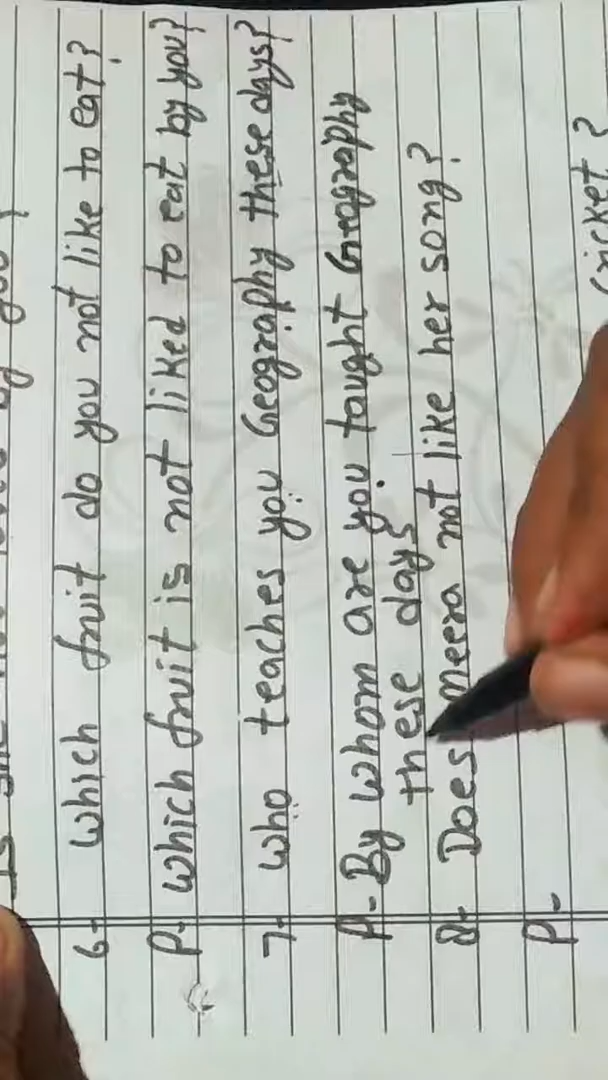 6- Which fruit do you not like to eat?
P- Which fruit is not liked to eat by you?
7- Who teaches you Geography these days?
P- By whom are you taught Geography
these days
8- Does meera not like her song?
P-
cricket?